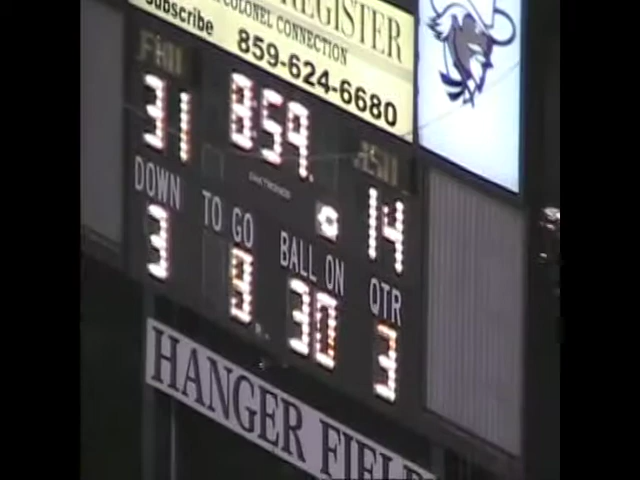 REGISTER
Subscribe COLONEL CONNECTION
859-624-6680
31 8:59 14
DOWN TO GO BALL ON QTR
3 9 30 3
HANGER FIELD